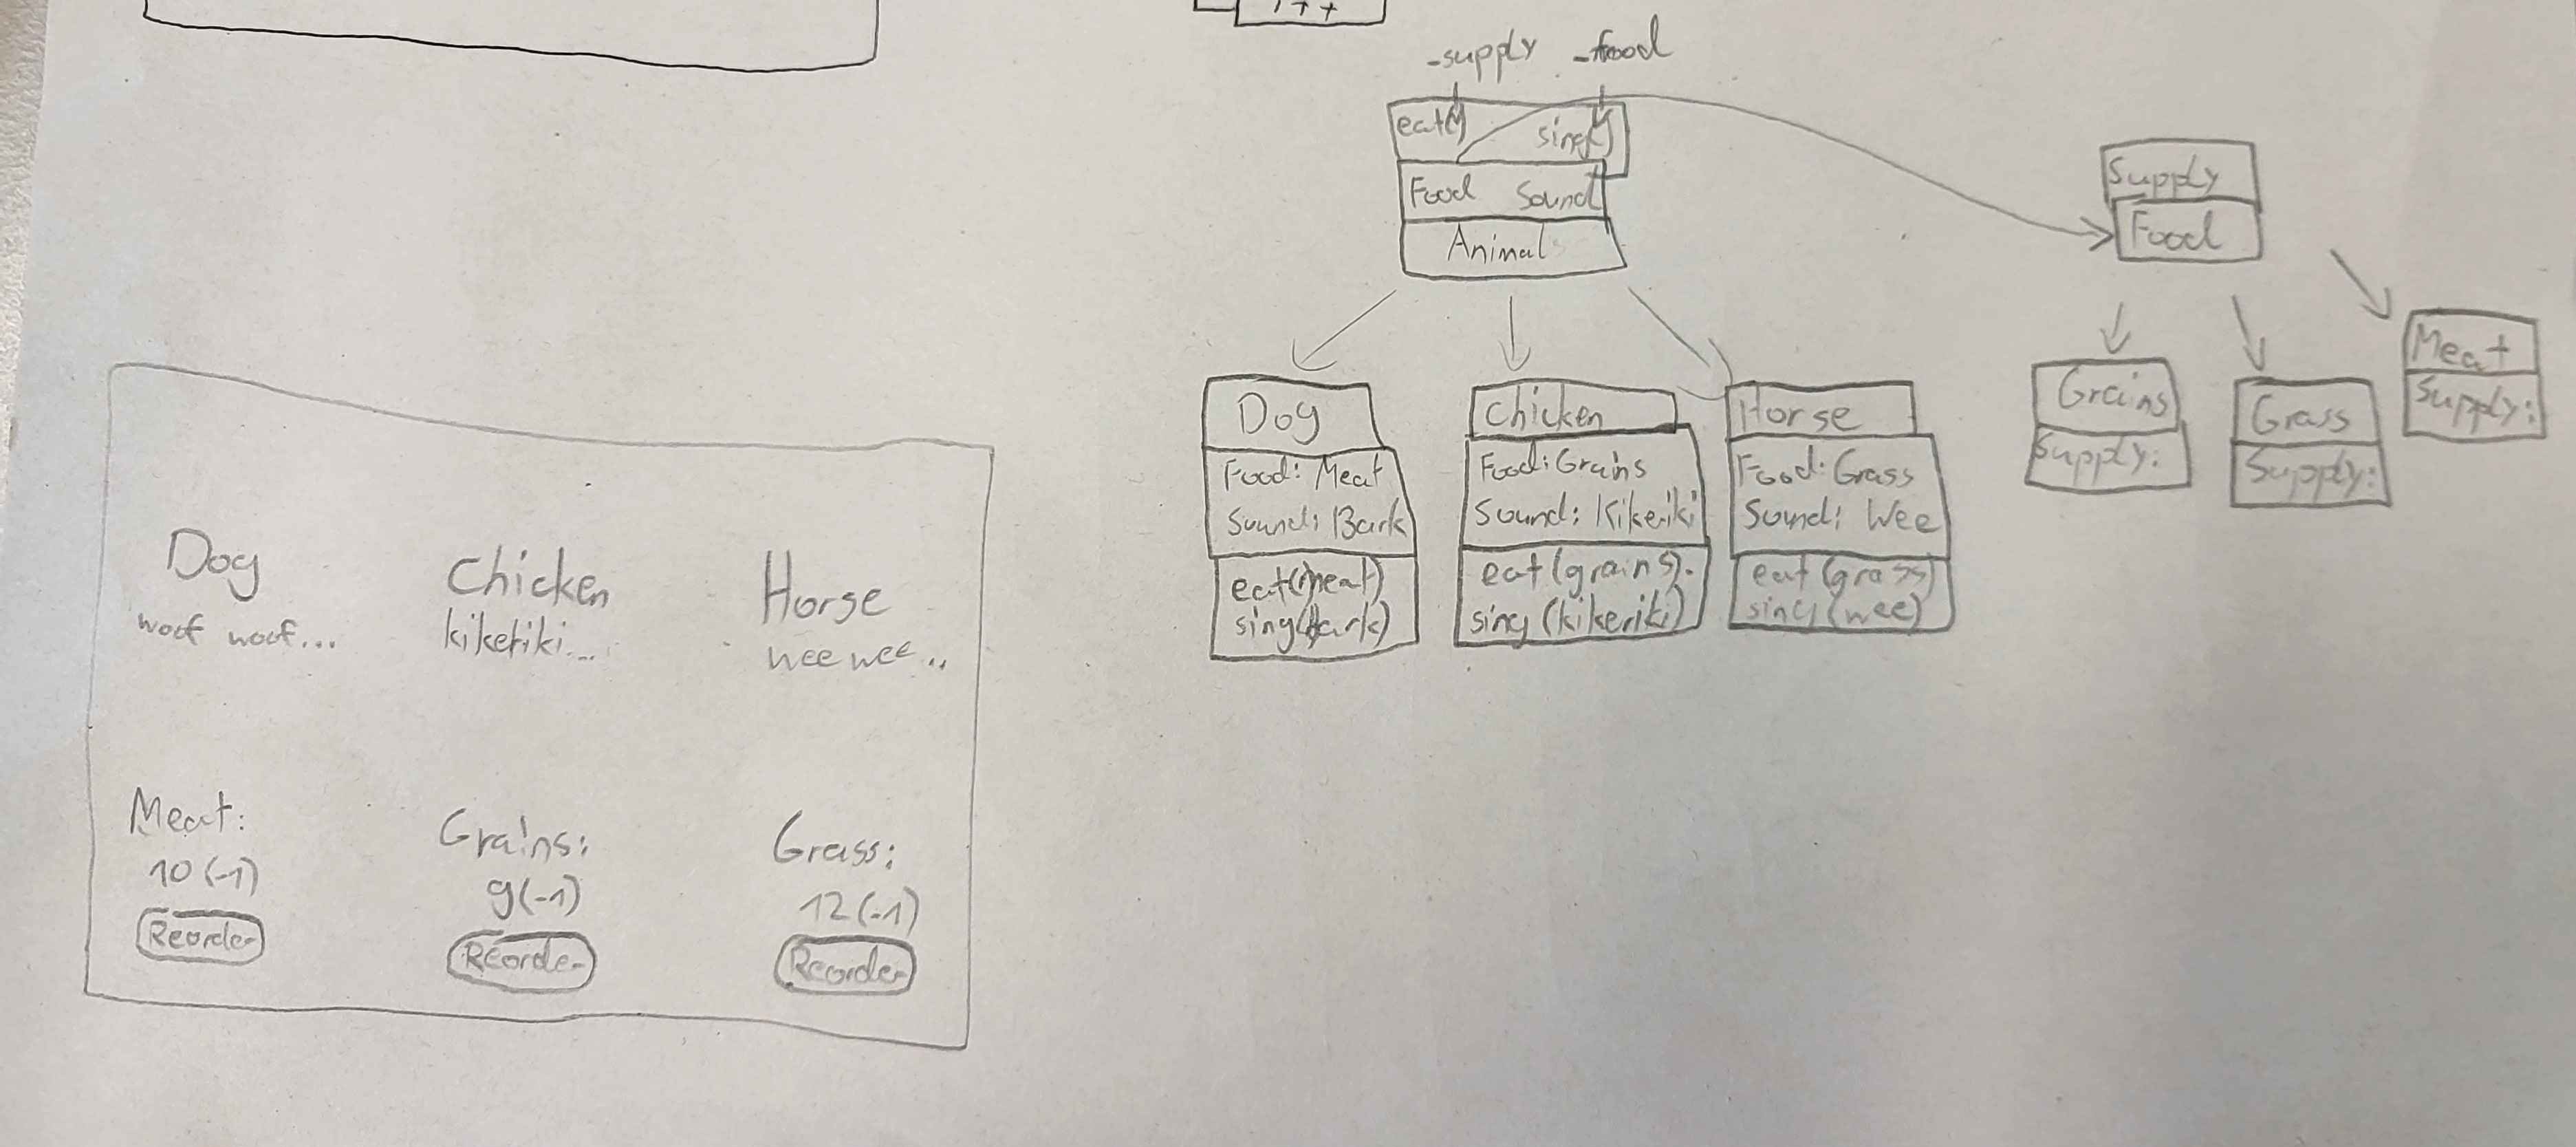 -supply -food
eat() sing()
Food Sound
Animal
Supply
Food
Dog
Food: Meat
Sound: Bark
eat(meat)
sing(bark)
Chicken
Food: Grains
Sound: Kikeriki
eat(grains).
sing(kikeriki)
Horse
Food: Grass
Sound: Wee
eat(grass)
sing(wee)
Grains
Supply:
Grass
Supply:
Meat
Supply:
Dog
woof woof...
Chicken
kikeriki...
Horse
wee wee..
Meat:
10(-1)
Reorder
Grains:
9(-1)
Reorder
Grass:
12(-1)
Reorder